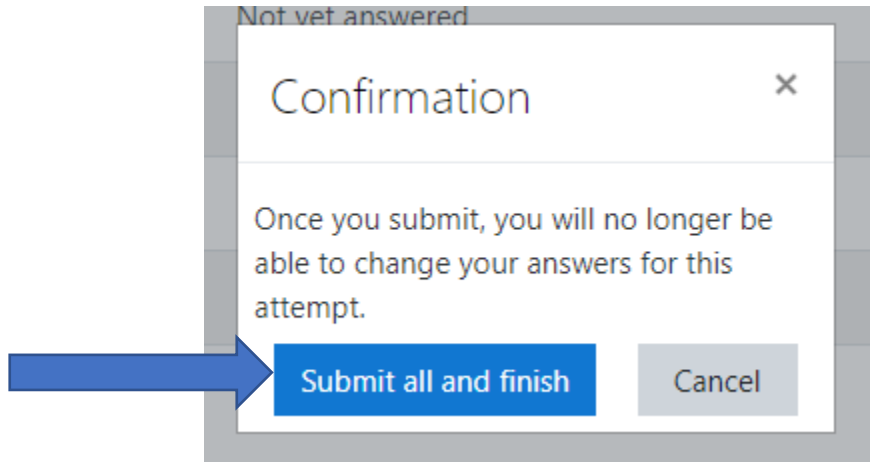 Not yet answered
Confirmation ×
Once you submit, you will no longer be
able to change your answers for this
attempt.
Submit all and finish Cancel